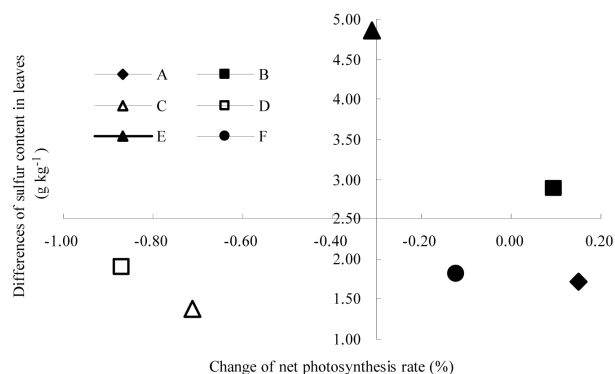 5.00
A B
4.50
C D
4.00
E F
3.50
3.00
2.50
-1.00 -0.80 -0.60 -0.40 -0.20 0.00 0.20
2.00
1.50
1.00
Differences of sulfur content in leaves
(g kg⁻¹)
Change of net photosynthesis rate (%)